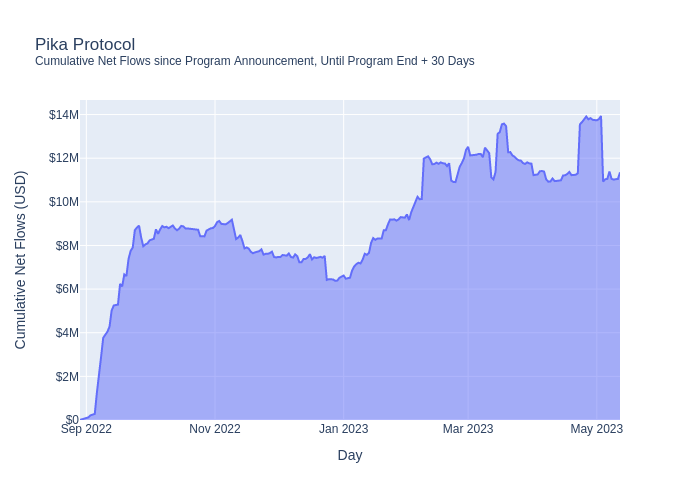 Pika Protocol
Cumulative Net Flows since Program Announcement, Until Program End + 30 Days
$14M
$12M
$10M
$8M
$6M
$4M
$2M
$0
Cumulative Net Flows (USD)
Sep 2022
Nov 2022
Jan 2023
Mar 2023
May 2023
Day